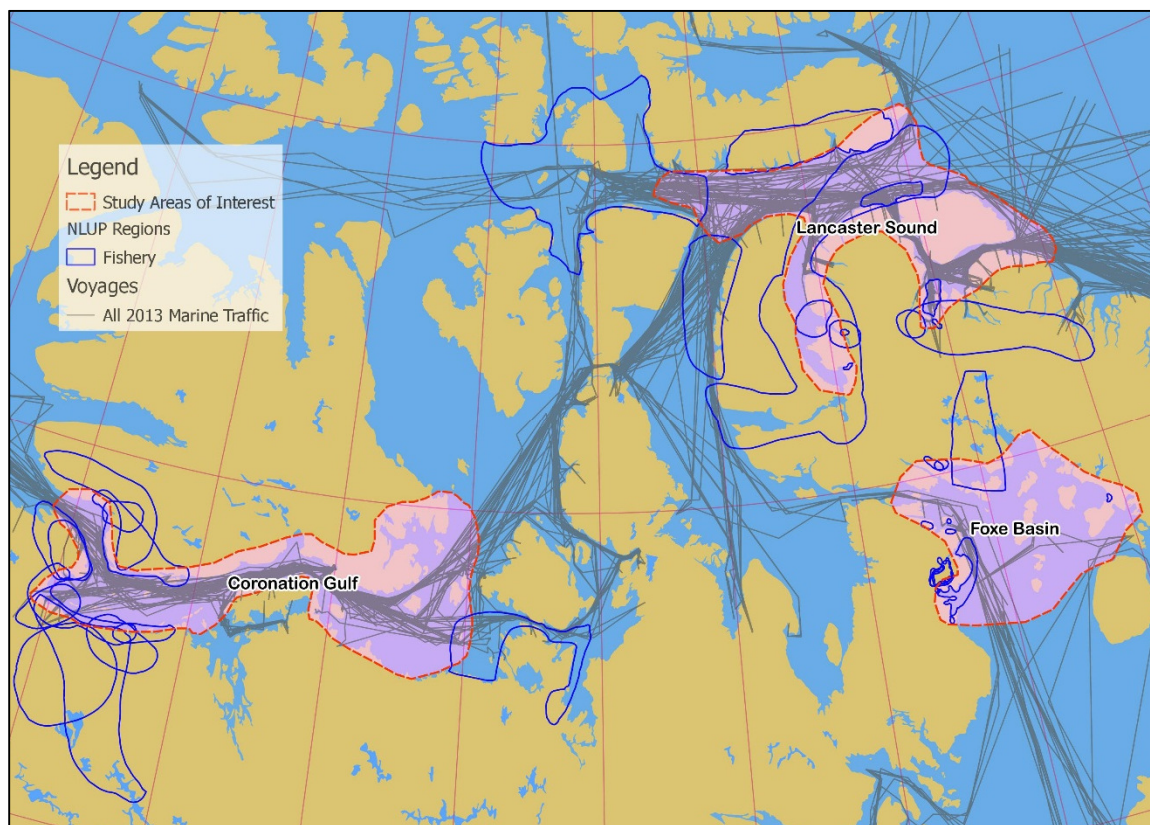 Legend
Study Areas of Interest
NLUP Regions
Fishery
Voyages
All 2013 Marine Traffic
Lancaster Sound
Foxe Basin
Coronation Gulf